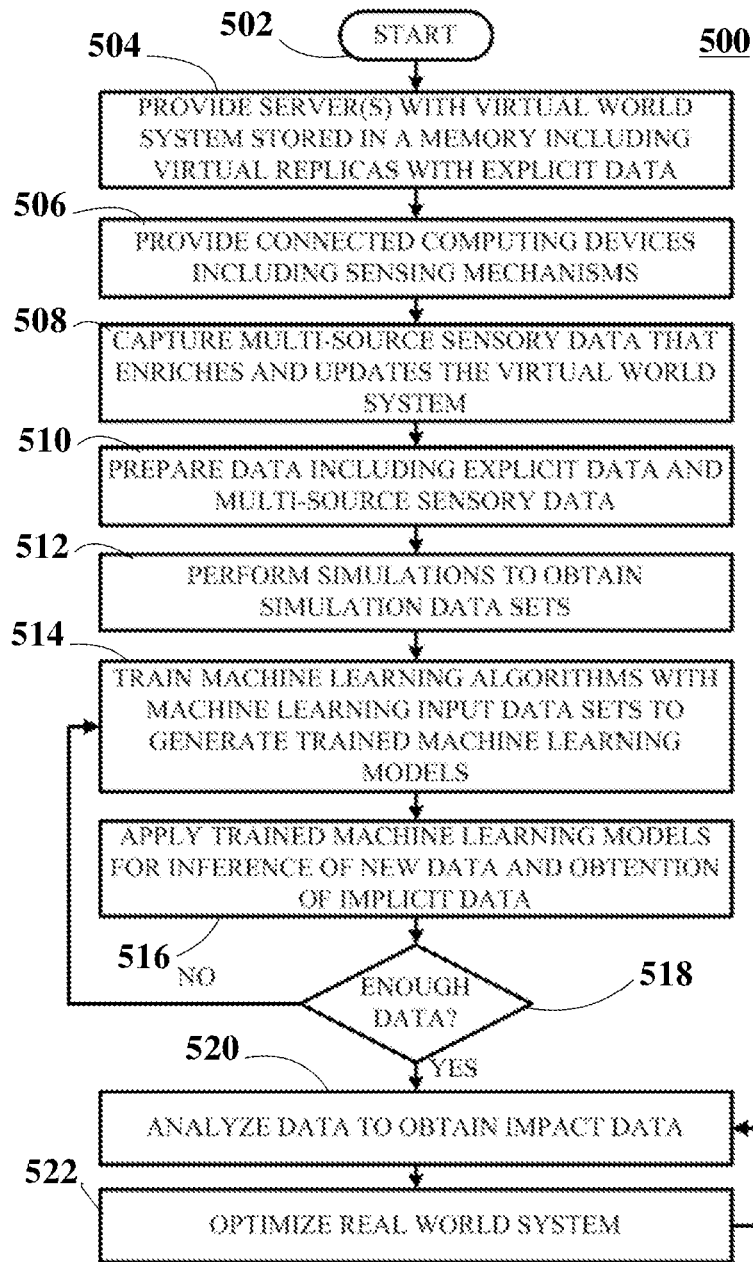 502
START
500
504
PROVIDE SERVER(S) WITH VIRTUAL WORLD
SYSTEM STORED IN A MEMORY INCLUDING
VIRTUAL REPLICAS WITH EXPLICIT DATA
506
PROVIDE CONNECTED COMPUTING DEVICES
INCLUDING SENSING MECHANISMS
508
CAPTURE MULTI-SOURCE SENSORY DATA THAT
ENRICHES AND UPDATES THE VIRTUAL WORLD
SYSTEM
510
PREPARE DATA INCLUDING EXPLICIT DATA AND
MULTI-SOURCE SENSORY DATA
512
PERFORM SIMULATIONS TO OBTAIN
SIMULATION DATA SETS
514
TRAIN MACHINE LEARNING ALGORITHMS WITH
MACHINE LEARNING INPUT DATA SETS TO
GENERATE TRAINED MACHINE LEARNING
MODELS
APPLY TRAINED MACHINE LEARNING MODELS
FOR INFERENCE OF NEW DATA AND OBTENTION
OF IMPLICIT DATA
516
NO
ENOUGH
DATA?
518
YES
520
ANALYZE DATA TO OBTAIN IMPACT DATA
522
OPTIMIZE REAL WORLD SYSTEM